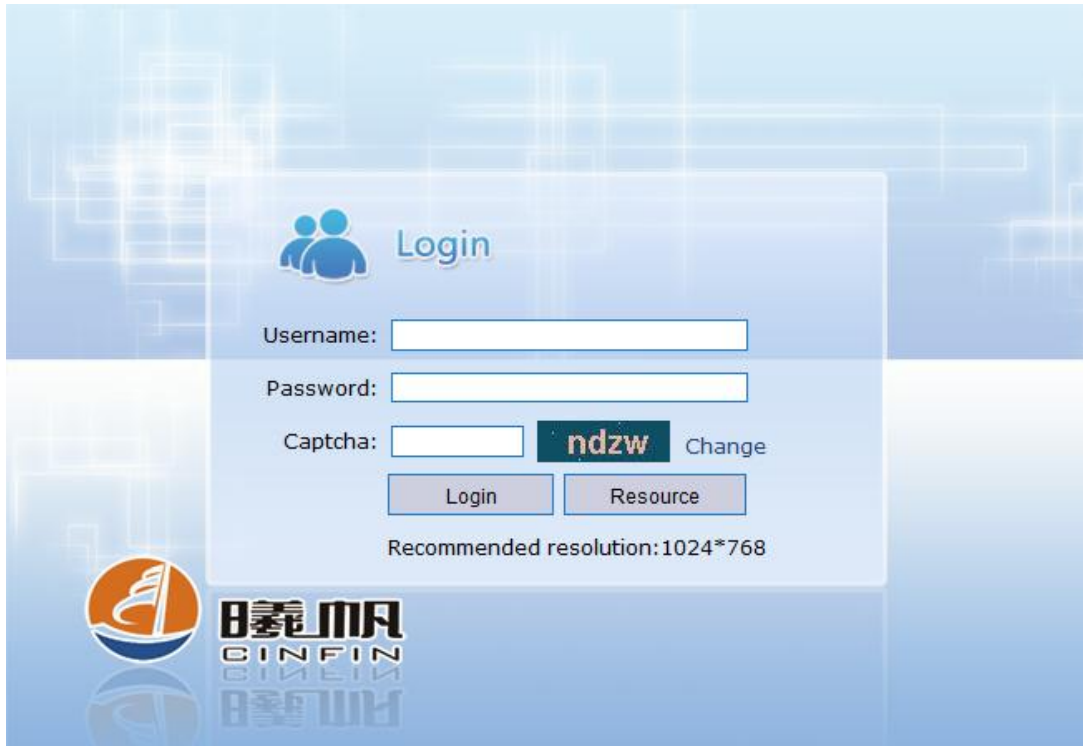 Login
Username:
Password:
Captcha: ndzw Change
Login Resource
Recommended resolution:1024*768
曦帆
CINFIN